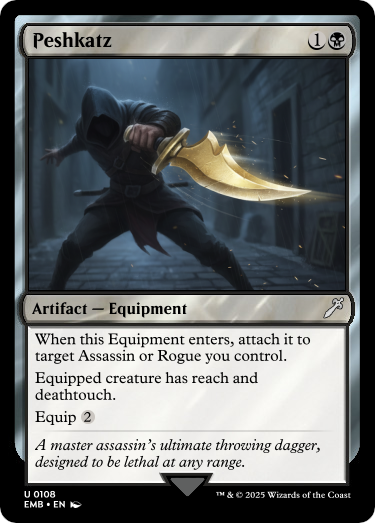 Peshkatz 1
Artifact — Equipment
When this Equipment enters, attach it to
target Assassin or Rogue you control.
Equipped creature has reach and
deathtouch.
Equip 2
A master assassin's ultimate throwing dagger,
designed to be lethal at any range.
U 0108
EMB • EN ™ & © 2025 Wizards of the Coast